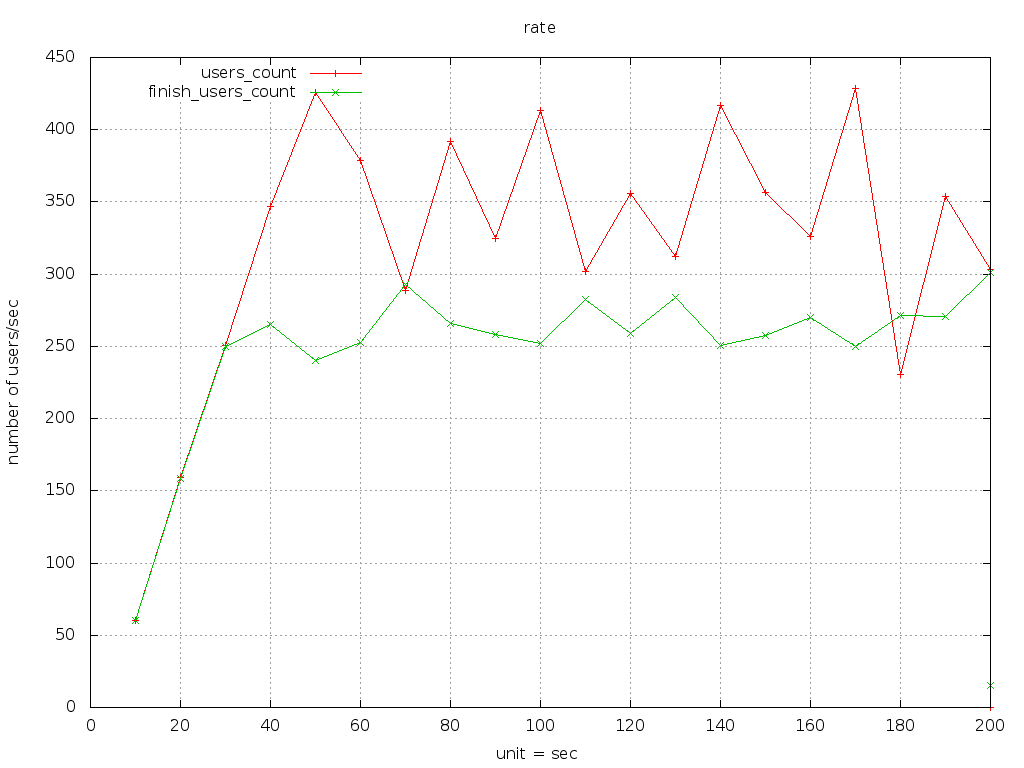 rate
users_count
finish_users_count
450
400
350
300
250
200
150
100
50
0
number of users/sec
0 20 40 60 80 100 120 140 160 180 200
unit = sec